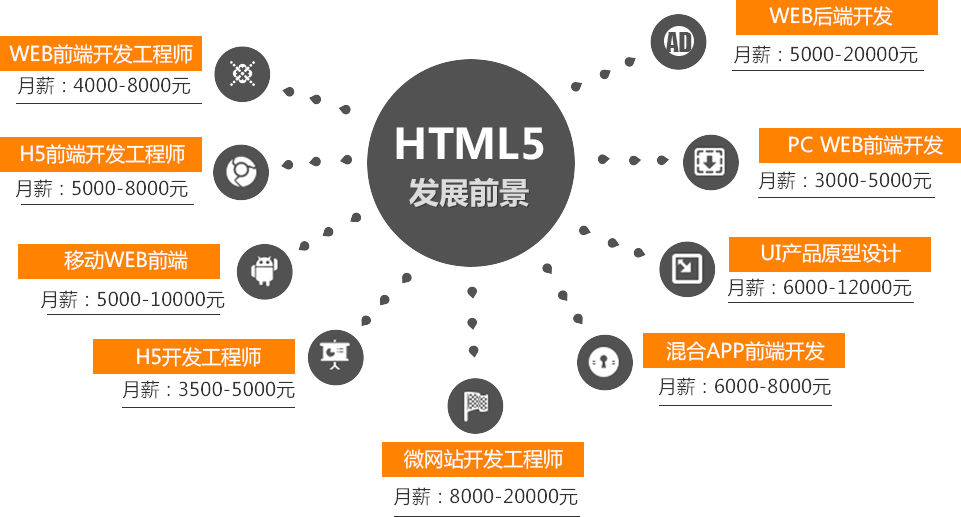 HTML5
发展前景
WEB前端开发工程师
月薪：4000-8000元
H5前端开发工程师
月薪：5000-8000元
移动WEB前端
月薪：5000-10000元
H5开发工程师
月薪：3500-5000元
微网站开发工程师
月薪：8000-20000元
混合APP前端开发
月薪：6000-8000元
UI产品原型设计
月薪：6000-12000元
PC WEB前端开发
月薪：3000-5000元
AD
WEB后端开发
月薪：5000-20000元